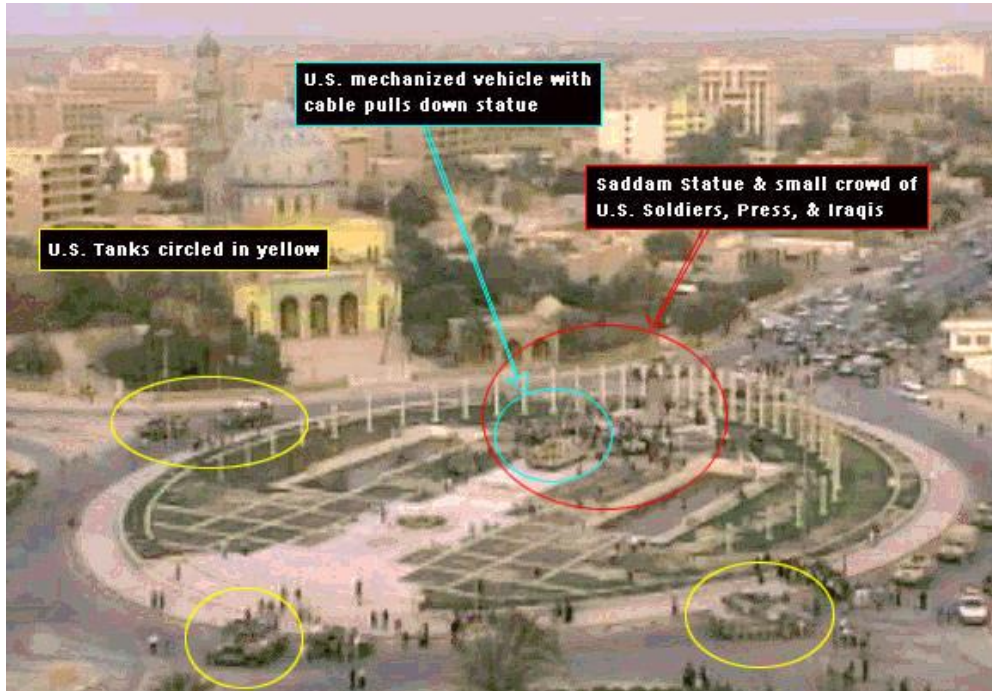 U.S. mechanized vehicle with
cable pulls down statue
Saddam Statue & small crowd of
U.S. Soldiers, Press, & Iraqis
U.S. Tanks circled in yellow